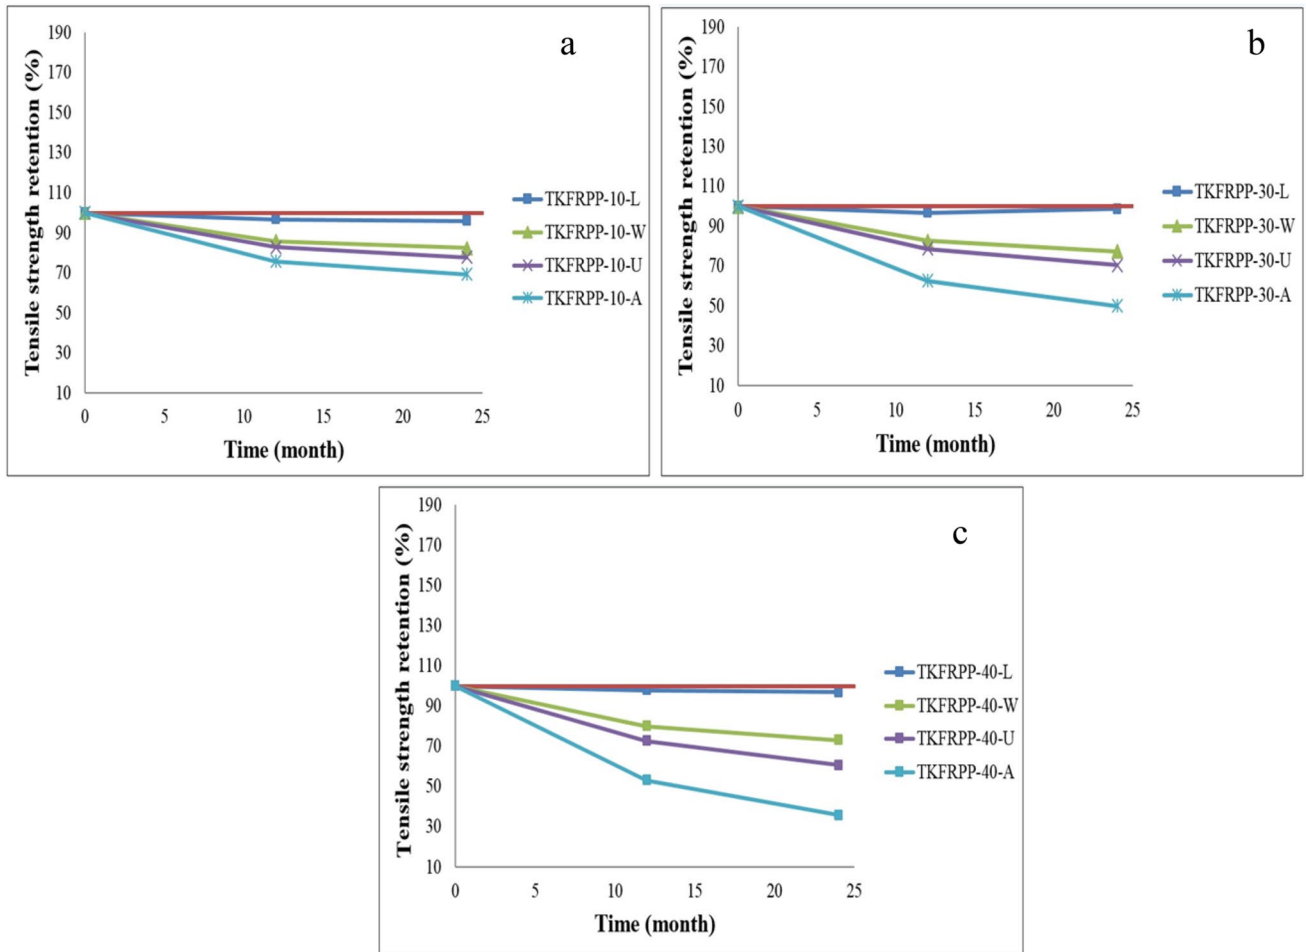 a
Tensile strength retention (%)
190
170
150
130
110
90
70
50
30
10
0 5 10 15 20 25
Time (month)
TKFRPP-10-L
TKFRPP-10-W
TKFRPP-10-U
TKFRPP-10-A
b
Tensile strength retention (%)
190
170
150
130
110
90
70
50
30
10
0 5 10 15 20 25
Time (month)
TKFRPP-30-L
TKFRPP-30-W
TKFRPP-30-U
TKFRPP-30-A
c
Tensile strength retention (%)
190
170
150
130
110
90
70
50
30
10
0 5 10 15 20 25
Time (month)
TKFRPP-40-L
TKFRPP-40-W
TKFRPP-40-U
TKFRPP-40-A